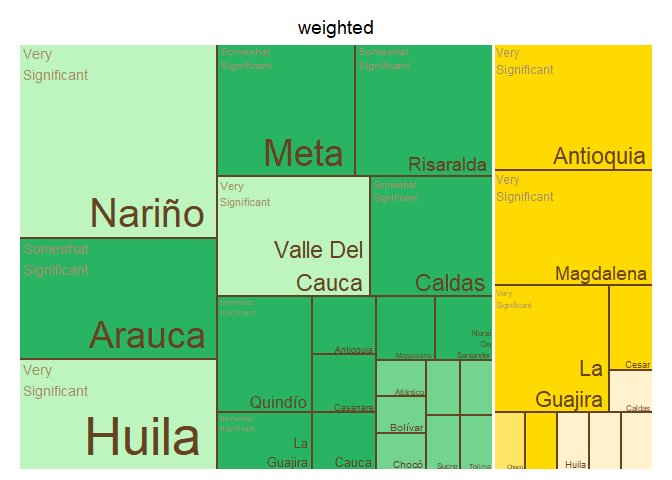 weighted
Very
Significant
Nariño
Somewhat
Significant
Arauca
Very
Significant
Huila
Somewhat
Significant
Meta
Somewhat
Significant
Risaralda
Very
Significant
Valle Del
Cauca
Somewhat
Significant
Caldas
Somewhat
Significant
Quindío
Somewhat
Significant
La
Guajira
Antioquia
Casanare
Cauca
Magdalena
Norte
De
Santander
Atlántico
Bolívar
Chocó
Sucre
Tolima
Very
Significant
Antioquia
Very
Significant
Magdalena
Very
Significant
La
Guajira
Cesar
Caldas
Chocó
Huila